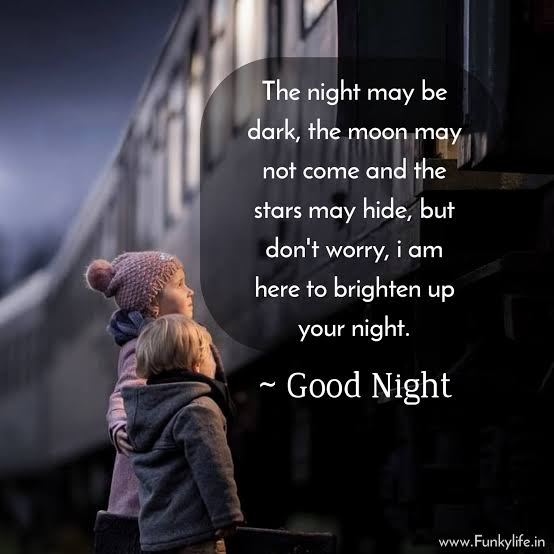 The night may be
dark, the moon may
not come and the
stars may hide, but
don't worry, i am
here to brighten up
your night.
~ Good Night
www.Funkylife.in